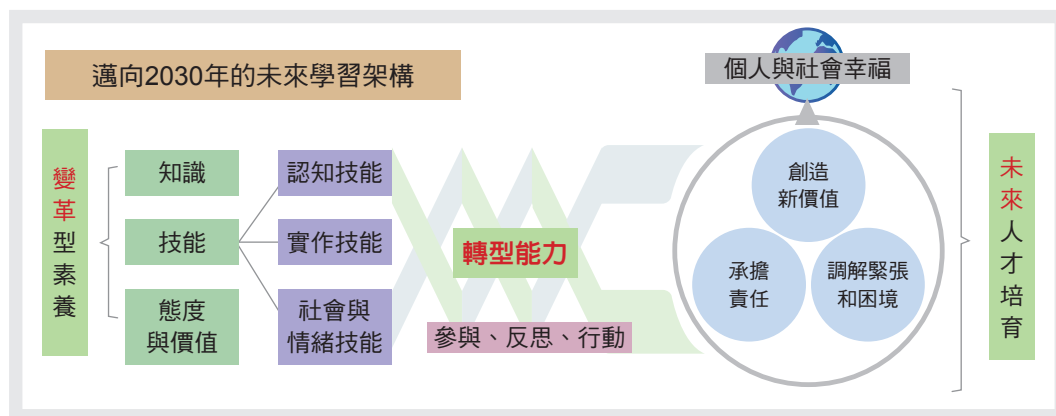 邁向2030年的未來學習架構
個人與社會幸福
變革型素養
知識
技能
態度
與價值
認知技能
實作技能
社會與
情緒技能
轉型能力
參與、反思、行動
創造
新價值
承擔
責任
調解緊張
和困境
未來人才培育